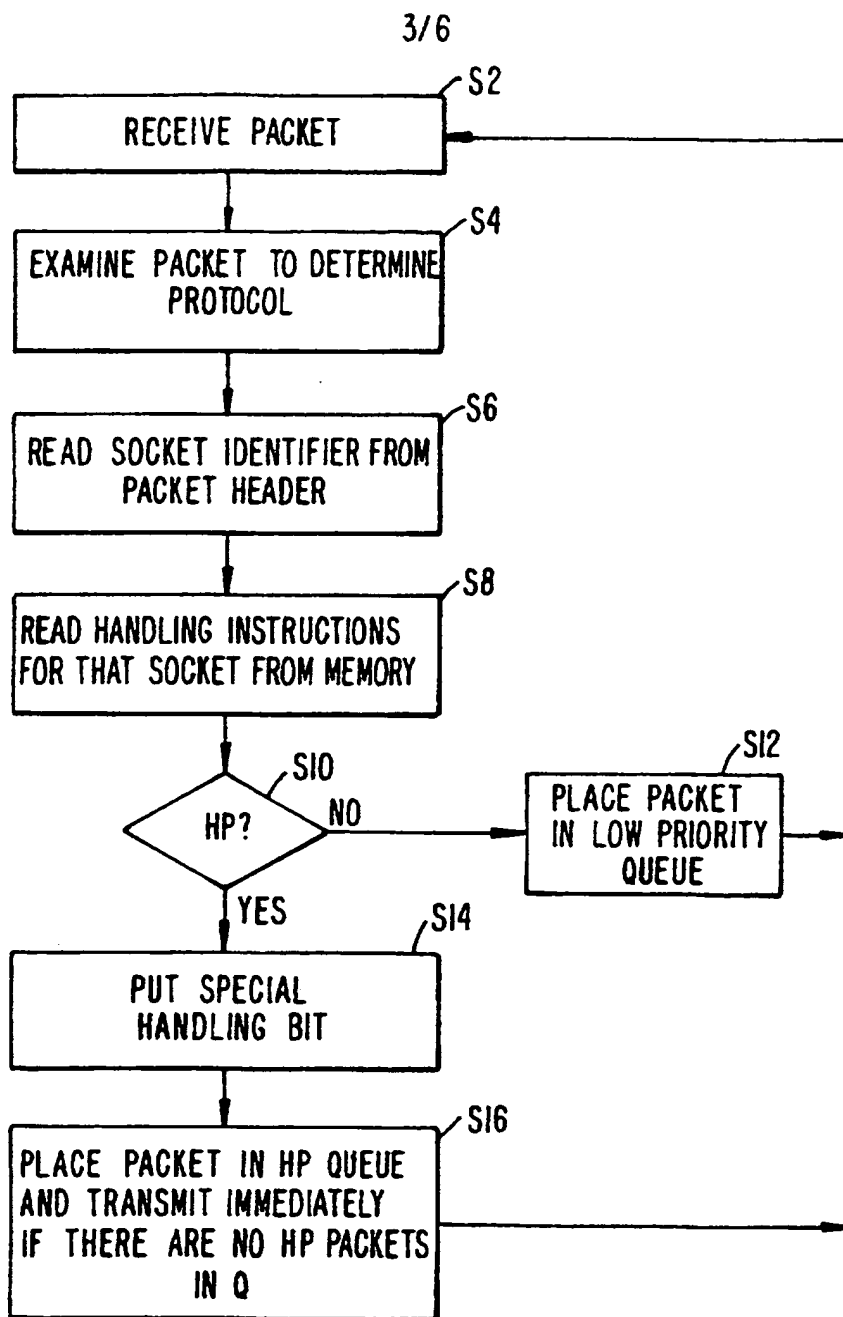 3/6
S2
RECEIVE PACKET
S4
EXAMINE PACKET TO DETERMINE
PROTOCOL
S6
READ SOCKET IDENTIFIER FROM
PACKET HEADER
S8
READ HANDLING INSTRUCTIONS
FOR THAT SOCKET FROM MEMORY
S10
HP?
NO
S12
PLACE PACKET
IN LOW PRIORITY
QUEUE
YES
S14
PUT SPECIAL
HANDLING BIT
S16
PLACE PACKET IN HP QUEUE
AND TRANSMIT IMMEDIATELY
IF THERE ARE NO HP PACKETS
IN Q